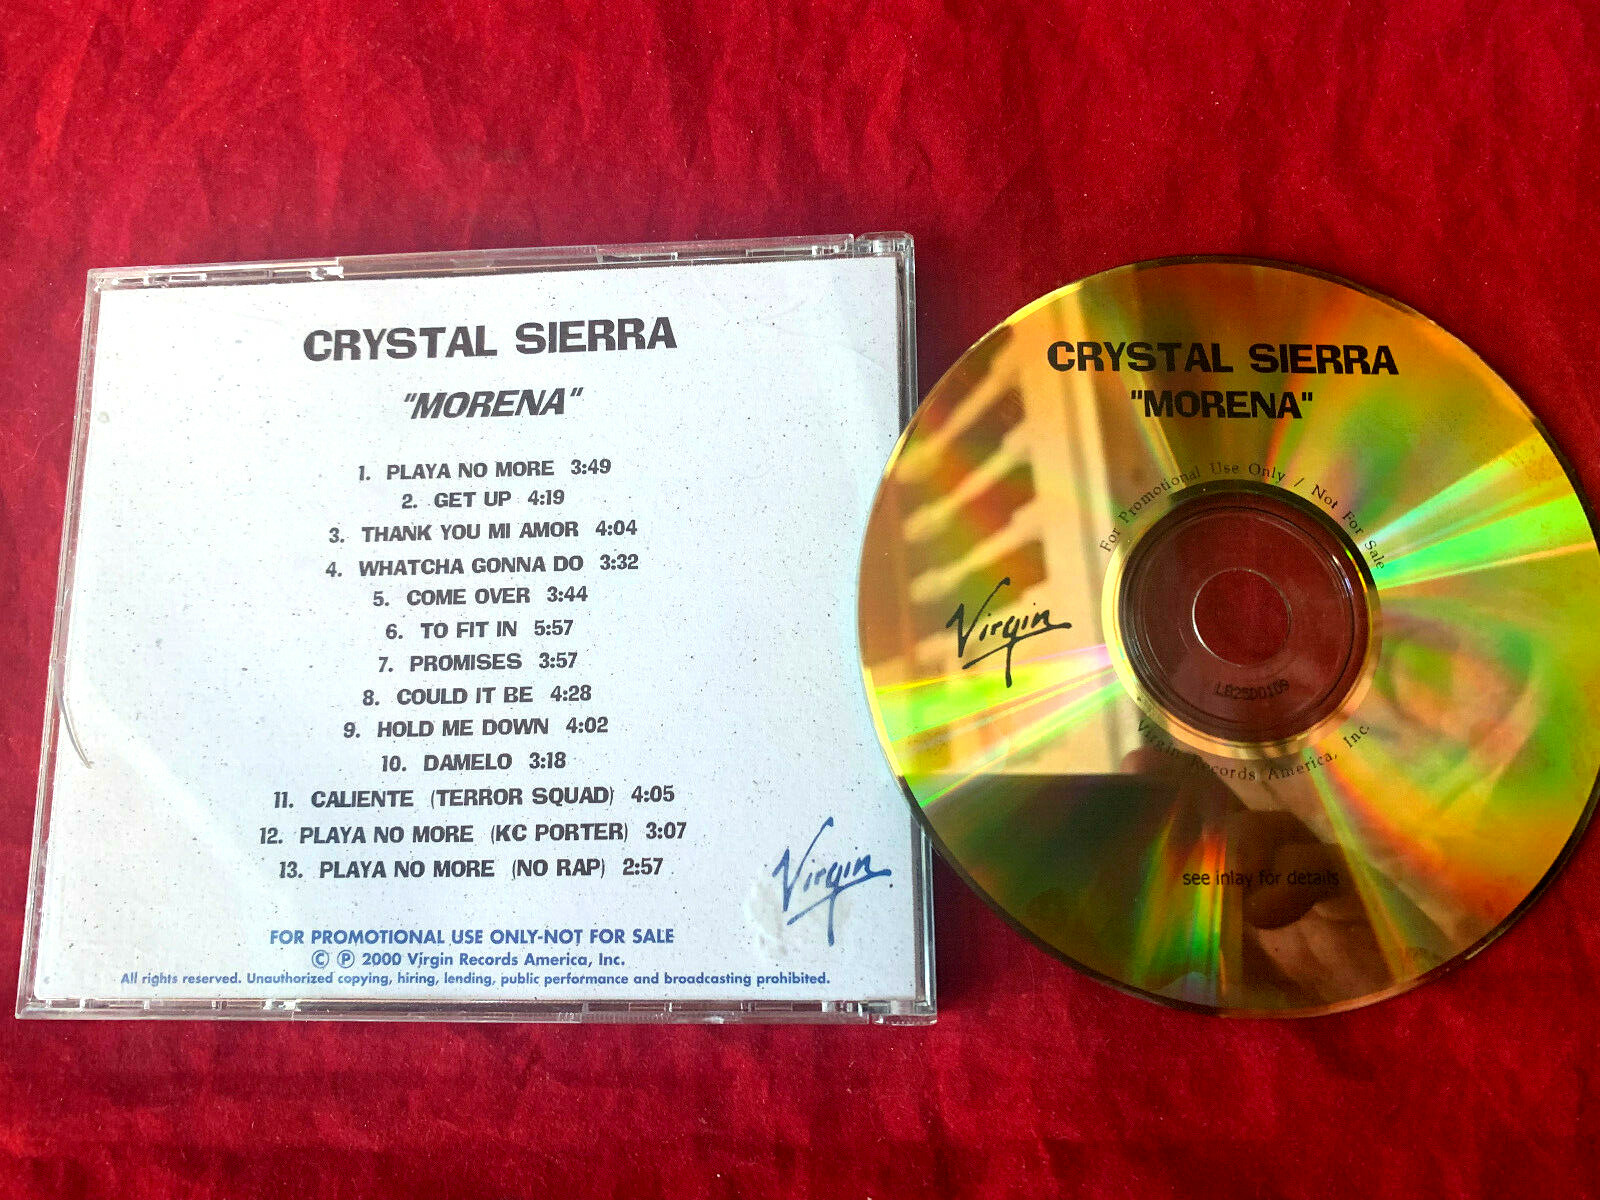 CRYSTAL SIERRA
"MORENA"
1. PLAYA NO MORE 3:49
2. GET UP 4:19
3. THANK YOU MI AMOR 4:04
4. WHATCHA GONNA DO 3:32
5. COME OVER 3:44
6. TO FIT IN 5:57
7. PROMISES 3:57
8. COULD IT BE 4:28
9. HOLD ME DOWN 4:02
10. DAMELO 3:18
11. CALIENTE (TERROR SQUAD) 4:05
12. PLAYA NO MORE (KC PORTER) 3:07
13. PLAYA NO MORE (NO RAP) 2:57
Virgin
FOR PROMOTIONAL USE ONLY-NOT FOR SALE
© ℗ 2000 Virgin Records America, Inc.
All rights reserved. Unauthorized copying, hiring, lending, public performance and broadcasting prohibited.
CRYSTAL SIERRA
"MORENA"
For Promotional Use Only / Not For Sale
Virgin
Virgin Records America, Inc.
see inlay for details